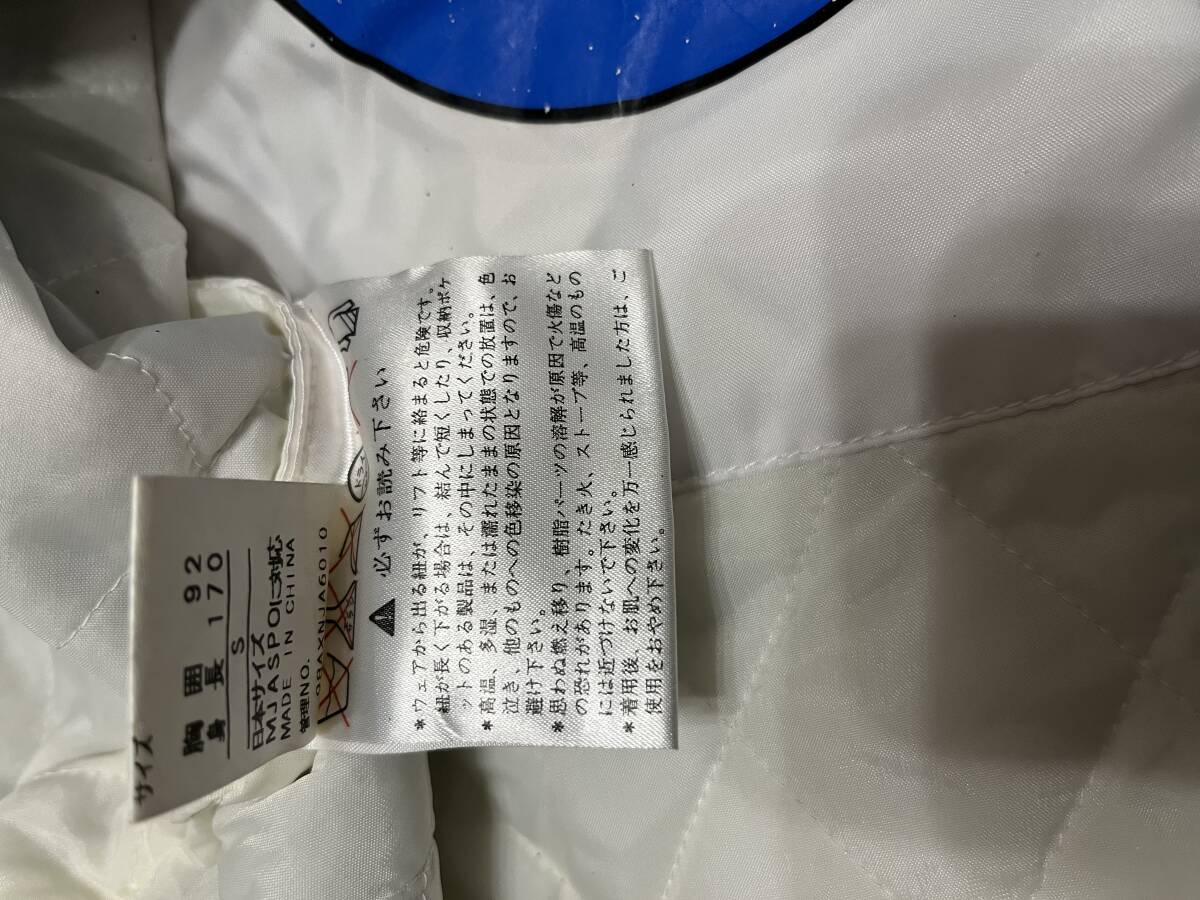 サイズ
胸囲 92
身長 170
S
日本サイズ
MJASPOに対応
MADE IN CHINA
管理NO.
98AXNJA6010
ドライ
必ずお読み下さい
*ウェアから出る紐が、リフト等に絡まると危険です。
紐が長く下がる場合は、結んで短くしたり、収納ポケ
ットのある製品は、その中にしまってください。
*高温、多湿、または濡れたままの状態での放置は、色
泣き、他のものへの色移染の原因となりますので、お
避け下さい。
*思わぬ燃え移り、樹脂パーツの溶解が原因で火傷など
の恐れがあります。たき火、ストーブ等、高温のもの
には近づけないで下さい。
*着用後、お肌への変化を万一感じられました方は、ご
使用をおやめ下さい。